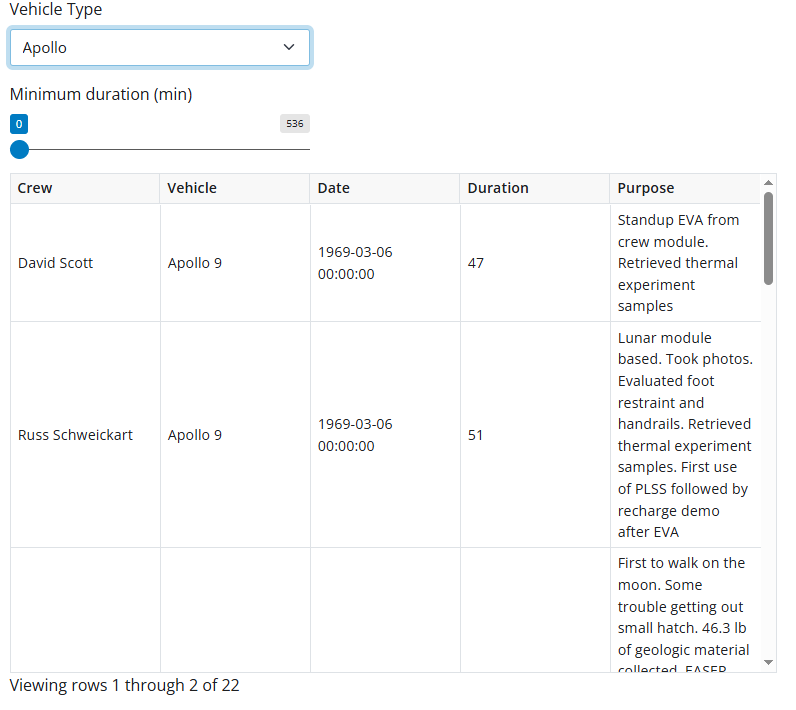 Vehicle Type
Apollo
Minimum duration (min)
0
536
Crew
Vehicle
Date
Duration
Purpose
David Scott
Apollo 9
1969-03-06
00:00:00
47
Standup EVA from
crew module.
Retrieved thermal
experiment
samples
Russ Schweickart
Apollo 9
1969-03-06
00:00:00
51
Lunar module
based. Took photos.
Evaluated foot
restraint and
handrails. Retrieved
thermal experiment
samples. First use
of PLSS followed by
recharge demo
after EVA
First to walk on the
moon. Some
trouble getting out
small hatch. 46.3 lb
of geologic material
collected. EASEP
Viewing rows 1 through 2 of 22